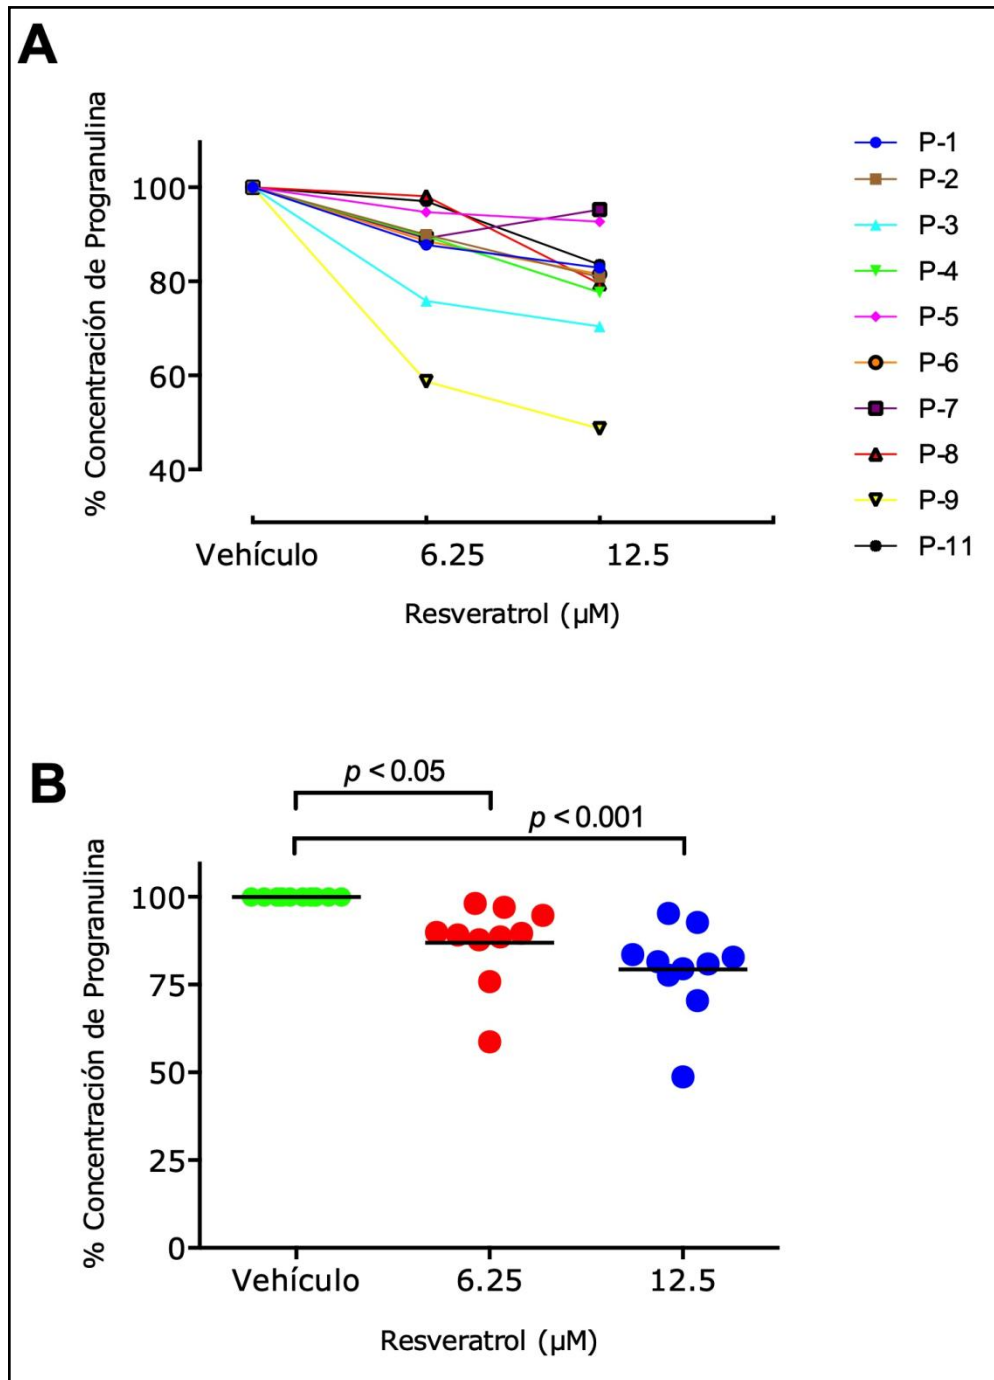 A
% Concentración de Progranulina
100
80
60
40
Vehículo 6.25 12.5
Resveratrol (µM)
P-1
P-2
P-3
P-4
P-5
P-6
P-7
P-8
P-9
P-11
B
p < 0.05
p < 0.001
% Concentración de Progranulina
100
75
50
25
0
Vehículo 6.25 12.5
Resveratrol (µM)